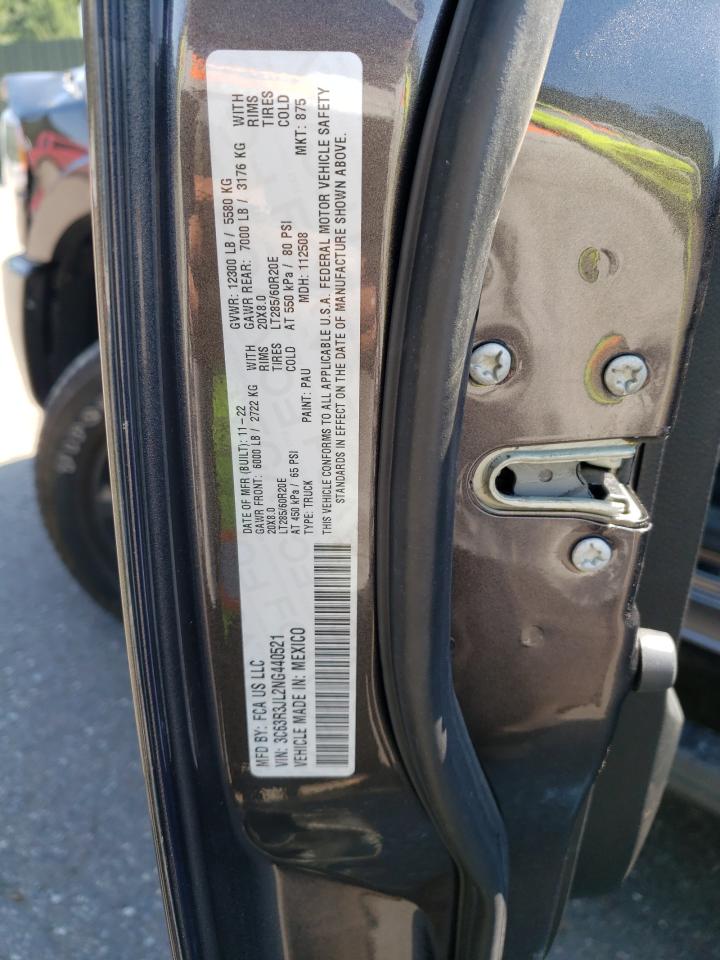 MFD BY: FCA US LLC
DATE OF MFR (BUILT): 11-22
GVWR: 12300 LB / 5580 KG
VIN: 3C63R3JL2NG440521
GAWR FRONT: 6000 LB / 2722 KG WITH
GAWR REAR: 7000 LB / 3176 KG WITH
VEHICLE MADE IN: MEXICO
20X8.0 RIMS
20X8.0 RIMS
LT285/60R20E TIRES
LT285/60R20E TIRES
AT 450 kPa / 65 PSI COLD
AT 550 kPa / 80 PSI COLD
TYPE: TRUCK PAINT: PAU MDH: 112508 MKT: 875
THIS VEHICLE CONFORMS TO ALL APPLICABLE U.S.A. FEDERAL MOTOR VEHICLE SAFETY
STANDARDS IN EFFECT ON THE DATE OF MANUFACTURE SHOWN ABOVE.